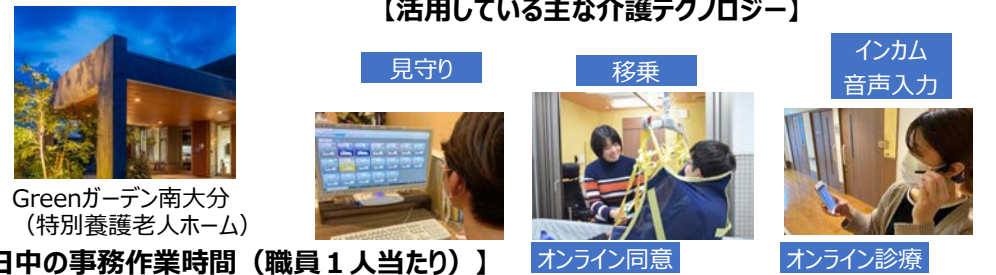 【活用している主な介護テクノロジー】
見守り
移乗
インカム
音声入力
Greenガーデン南大分
（特別養護老人ホーム）
日中の事務作業時間（職員１人当たり）】
オンライン同意
オンライン診療